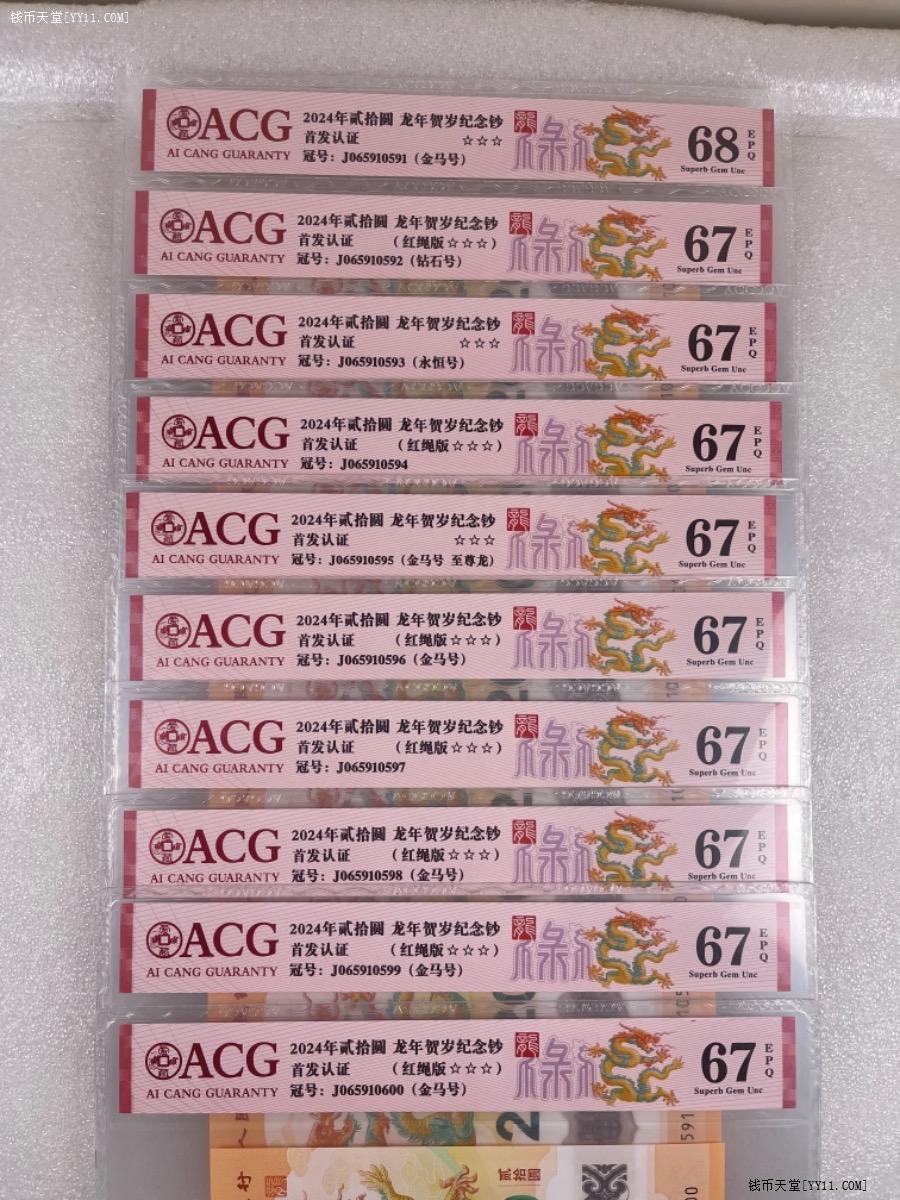 钱币天堂[YY11.COM]
ACG 2024年贰拾圆 龙年贺岁纪念钞 龍 68 EPQ
首发认证 ☆☆☆
AI CANG GUARANTY 冠号：J065910591（金马号） Superb Gem Unc
ACG 2024年贰拾圆 龙年贺岁纪念钞 龍 67 EPQ
首发认证 （红绳版☆☆☆）
AI CANG GUARANTY 冠号：J065910592（钻石号） Superb Gem Unc
ACG 2024年贰拾圆 龙年贺岁纪念钞 龍 67 EPQ
首发认证 ☆☆☆
AI CANG GUARANTY 冠号：J065910593（永恒号） Superb Gem Unc
ACG 2024年贰拾圆 龙年贺岁纪念钞 龍 67 EPQ
首发认证 （红绳版☆☆☆）
AI CANG GUARANTY 冠号：J065910594 Superb Gem Unc
ACG 2024年贰拾圆 龙年贺岁纪念钞 龍 67 EPQ
首发认证 ☆☆☆
AI CANG GUARANTY 冠号：J065910595（金马号 至尊龙） Superb Gem Unc
ACG 2024年贰拾圆 龙年贺岁纪念钞 龍 67 EPQ
首发认证 （红绳版☆☆☆）
AI CANG GUARANTY 冠号：J065910596（金马号） Superb Gem Unc
ACG 2024年贰拾圆 龙年贺岁纪念钞 龍 67 EPQ
首发认证 （红绳版☆☆☆）
AI CANG GUARANTY 冠号：J065910597 Superb Gem Unc
ACG 2024年贰拾圆 龙年贺岁纪念钞 龍 67 EPQ
首发认证 （红绳版☆☆☆）
AI CANG GUARANTY 冠号：J065910598（金马号） Superb Gem Unc
ACG 2024年贰拾圆 龙年贺岁纪念钞 龍 67 EPQ
首发认证 （红绳版☆☆☆）
AI CANG GUARANTY 冠号：J065910599（金马号） Superb Gem Unc
ACG 2024年贰拾圆 龙年贺岁纪念钞 龍 67 EPQ
首发认证 （红绳版☆☆☆）
AI CANG GUARANTY 冠号：J065910600（金马号） Superb Gem Unc
贰拾圆
钱币天堂[YY11.COM]